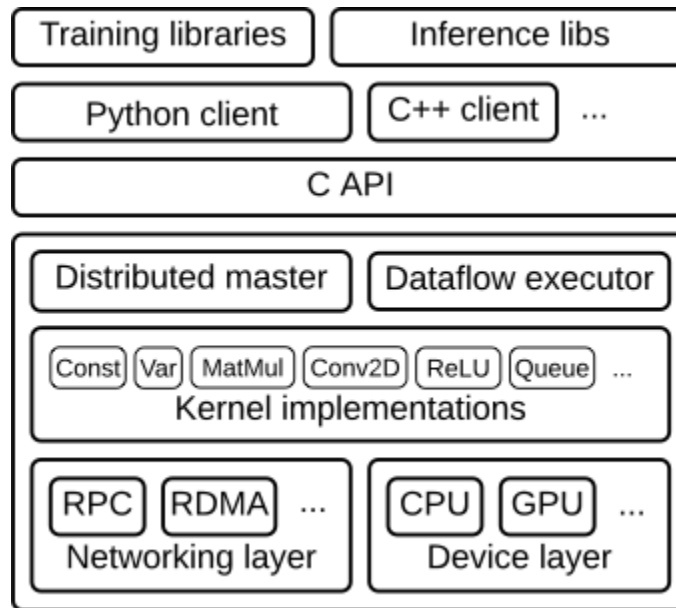 Training libraries Inference libs
Python client C++ client ...
C API
Distributed master Dataflow executor
Const Var MatMul Conv2D ReLU Queue ...
Kernel implementations
RPC RDMA ... CPU GPU ...
Networking layer Device layer